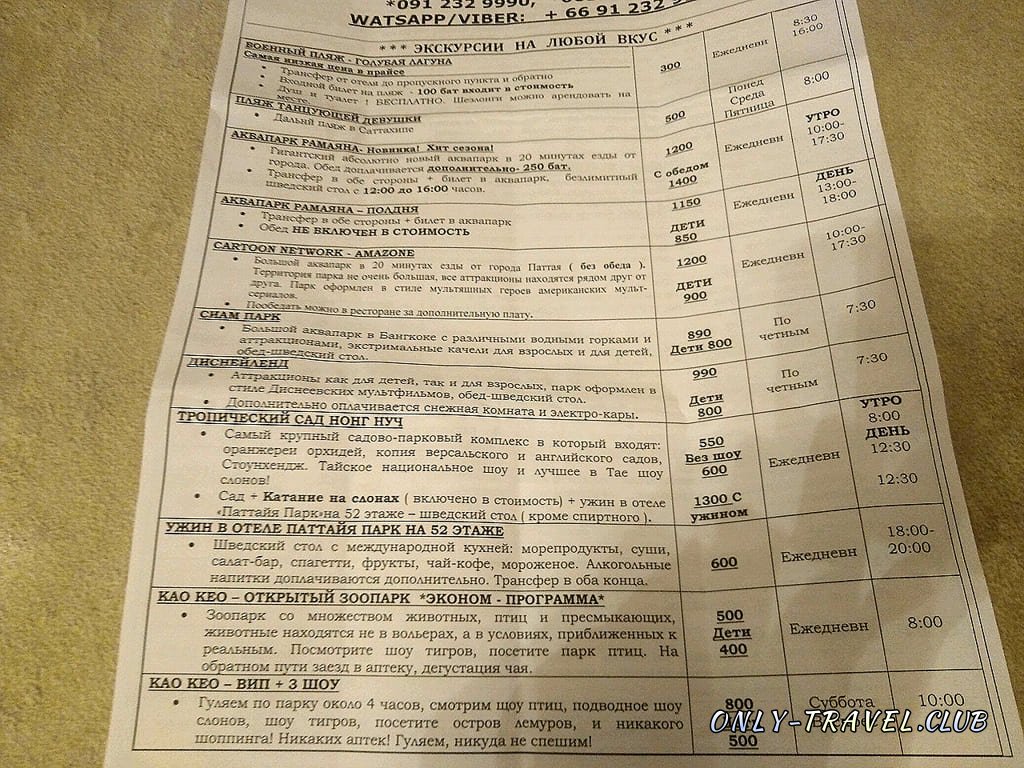 *091 232 9990,
WATSAPP/VIBER: + 66 91 232
*** ЭКСКУРСИИ НА ЛЮБОЙ ВКУС ***
ВОЕННЫЙ ПЛЯЖ - ГОЛУБАЯ ЛАГУНА
Самая низкая цена в прайсе
• Трансфер от отеля до пропускного пункта и обратно
• Входной билет на пляж - 100 бат входит в стоимость
• Душ и туалет ! БЕСПЛАТНО. Шезлонги можно арендовать на
месте.
300
Ежедневн
8:30
16:00
ПЛЯЖ ТАНЦУЮЩЕЙ ДЕВУШКИ
• Дальнй пляж в Саттахипе
500
Понед
Среда
Пятница
8:00
АКВАПАРК РАМАЯНА- Новинка! Хит сезона!
• Гигантский абсолютно новый аквапарк в 20 минутах езды от
города. Обед доплачивается дополнительно- 250 бат.
• Трансфер в обе стороны + билет в аквапарк, безлимитный
шведский стол с 12:00 до 16:00 часов.
1200
С обедом
1400
Ежедневн
УТРО
10:00-
17:30
АКВАПАРК РАМАЯНА – ПОЛДНЯ
• Трансфер в обе стороны + билет в аквапарк
• Обед НЕ ВКЛЮЧЕН В СТОИМОСТЬ
1150
ДЕТИ
850
Ежедневн
ДЕНЬ
13:00-
18:00
CARTOON NETWORK - AMAZONE
• Большой аквапарк в 20 минутах езды от города Паттая ( без обеда ).
Территория парка не очень большая, все аттракционы находятся рядом друг от
друга. Парк оформлен в стиле мультяшных героев американских мульт-
сериалов.
• Пообедать можно в ресторане за дополнительную плату.
1200
ДЕТИ
900
Ежедневн
10:00-
17:30
СИАМ ПАРК
• Большой аквапарк в Бангкоке с различными водными горками и
аттракционами, экстримальные качели для взрослых и для детей,
обед-шведский стол.
890
Дети 800
По
четным
7:30
ДИСНЕЙЛЕНД
• Аттракционы как для детей, так и для взрослых, парк оформлен в
стиле Диснеевских мультфильмов, обед-шведский стол.
• Дополнительно оплачивается снежная комната и электро-кары.
990
Дети
800
По
четным
7:30
ТРОПИЧЕСКИЙ САД НОНГ НУЧ
• Самый крупный садово-парковый комплекс в который входят:
оранжереи орхидей, копия версальского и английского садов,
Стоунхендж. Тайское национальное шоу и лучшее в Тае шоу
слонов!
• Сад + Катание на слонах ( включено в стоимость) + ужин в отеле
«Паттайя Парк»на 52 этаже – шведский стол ( кроме спиртного ).
550
Без шоу
600
1300 С
ужином
Ежедневн
УТРО
8:00
ДЕНЬ
12:30
12:30
УЖИН В ОТЕЛЕ ПАТТАЙЯ ПАРК НА 52 ЭТАЖЕ
• Шведский стол с международной кухней: морепродукты, суши,
салат-бар, спагетти, фрукты, чай-кофе, мороженое. Алкогольные
напитки доплачиваются дополнительно. Трансфер в оба конца.
600
Ежедневн
18:00-
20:00
КАО КЕО – ОТКРЫТЫЙ ЗООПАРК *ЭКОНОМ - ПРОГРАММА*
• Зоопарк со множеством животных, птиц и пресмыкающих,
животные находятся не в вольерах, а в условиях, приближенных к
реальным. Посмотрите шоу тигров, посетите парк птиц. На
обратном пути заезд в аптеку, дегустация чая.
500
Дети
400
Ежедневн
8:00
КАО КЕО – ВИП + 3 ШОУ
• Гуляем по парку около 4 часов, смотрим щоу птиц, подводное шоу
слонов, шоу тигров, посетите остров лемуров, и никакого
шоппинга! Никаких аптек! Гуляем, никуда не спешим!
800
500
Суббота
10:00
ONLY-TRAVEL.CLUB